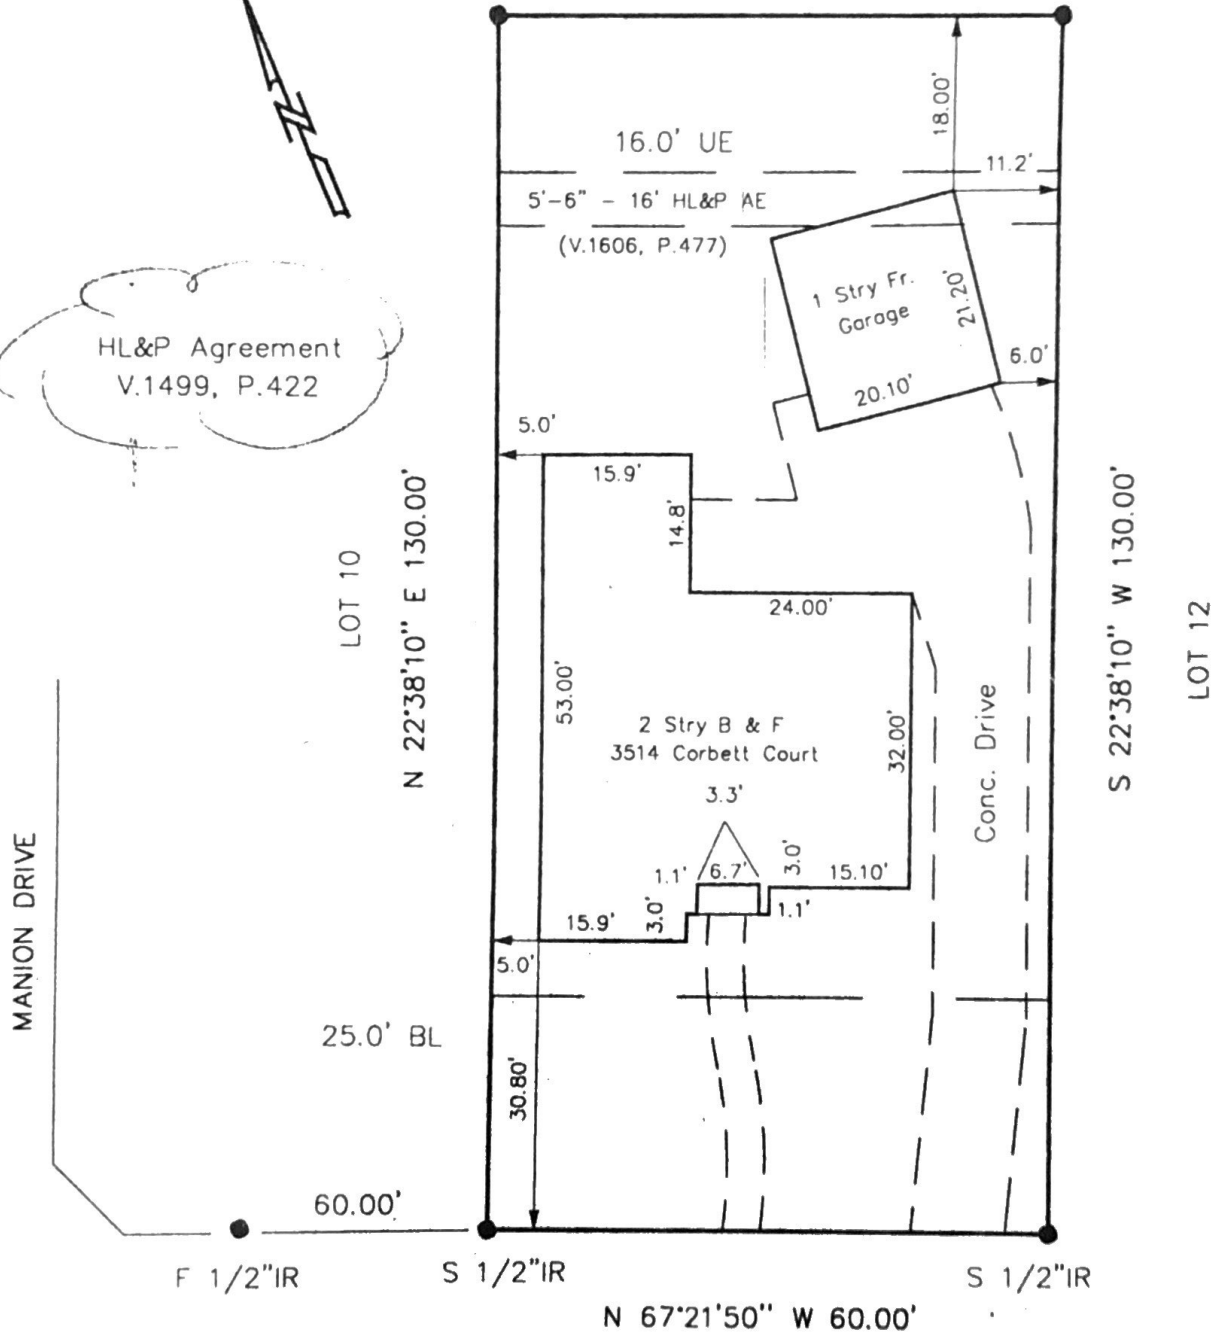 18.00'
16.0' UE
11.2'
5'-6" - 16' HL&P AE
(V.1606, P.477)
1 Stry Fr.
Garage
21.20'
HL&P Agreement
V.1499, P.422
6.0'
20.10'
5.0'
15.9'
14.8'
LOT 10
N 22°38'10" E 130.00'
24.00'
S 22°38'10" W 130.00'
LOT 12
53.00'
2 Stry B & F
3514 Corbett Court
32.00'
Conc. Drive
3.3'
1.1'
6.7'
3.0'
15.10'
15.9'
3.0'
1.1'
5.0'
MANION DRIVE
25.0' BL
30.80'
60.00'
F 1/2"IR
S 1/2"IR
S 1/2"IR
N 67°21'50" W 60.00'